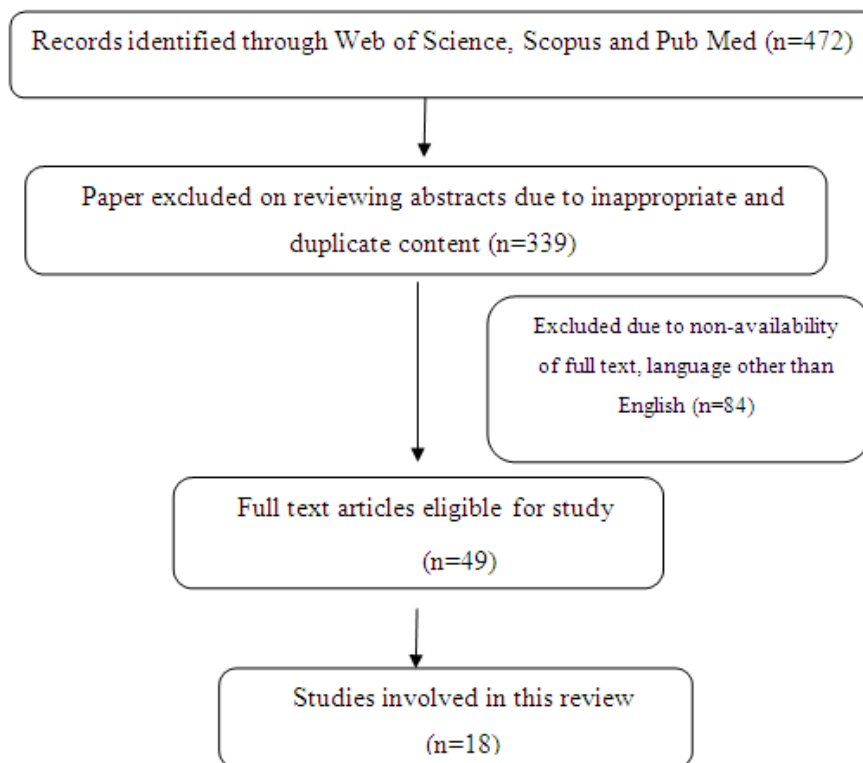 Records identified through Web of Science, Scopus and Pub Med (n=472)
Paper excluded on reviewing abstracts due to inappropriate and
duplicate content (n=339)
Excluded due to non-availability
of full text, language other than
English (n=84)
Full text articles eligible for study
(n=49)
Studies involved in this review
(n=18)